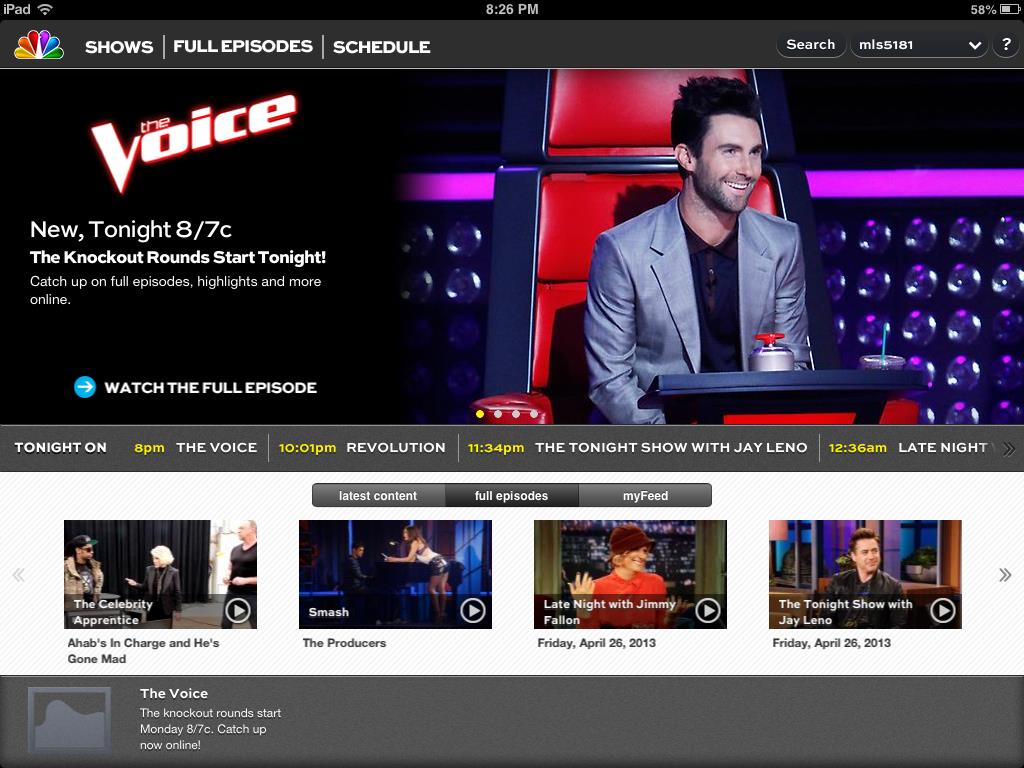 iPad 8:26 PM 58%
SHOWS FULL EPISODES SCHEDULE Search mls5181 ?
the Voice
New, Tonight 8/7c
The Knockout Rounds Start Tonight!
Catch up on full episodes, highlights and more
online.
WATCH THE FULL EPISODE
TONIGHT ON 8pm THE VOICE 10:01pm REVOLUTION 11:34pm THE TONIGHT SHOW WITH JAY LENO 12:36am LATE NIGHT
latest content full episodes myFeed
The Celebrity
Apprentice
Ahab's In Charge and He's
Gone Mad
Smash
The Producers
Late Night with Jimmy
Fallon
Friday, April 26, 2013
The Tonight Show with
Jay Leno
Friday, April 26, 2013
The Voice
The knockout rounds start
Monday 8/7c. Catch up
now online!